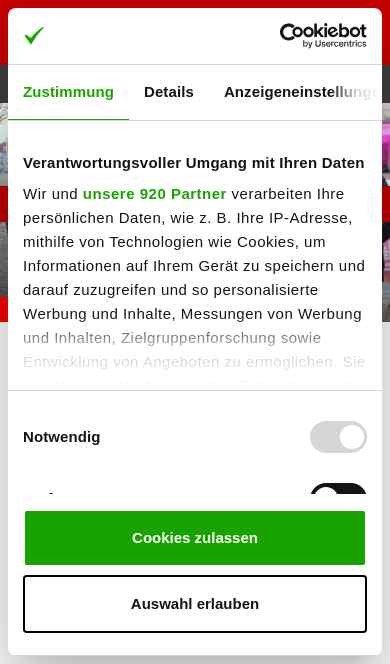 Cookiebot
by Usercentrics
Zustimmung Details Anzeigeneinstellunge
Verantwortungsvoller Umgang mit Ihren Daten
Wir und unsere 920 Partner verarbeiten Ihre
persönlichen Daten, wie z. B. Ihre IP-Adresse,
mithilfe von Technologien wie Cookies, um
Informationen auf Ihrem Gerät zu speichern und
darauf zuzugreifen und so personalisierte
Werbung und Inhalte, Messungen von Werbung
und Inhalten, Zielgruppenforschung sowie
Entwicklung von Angeboten zu ermöglichen. Sie
Notwendig
Cookies zulassen
Auswahl erlauben